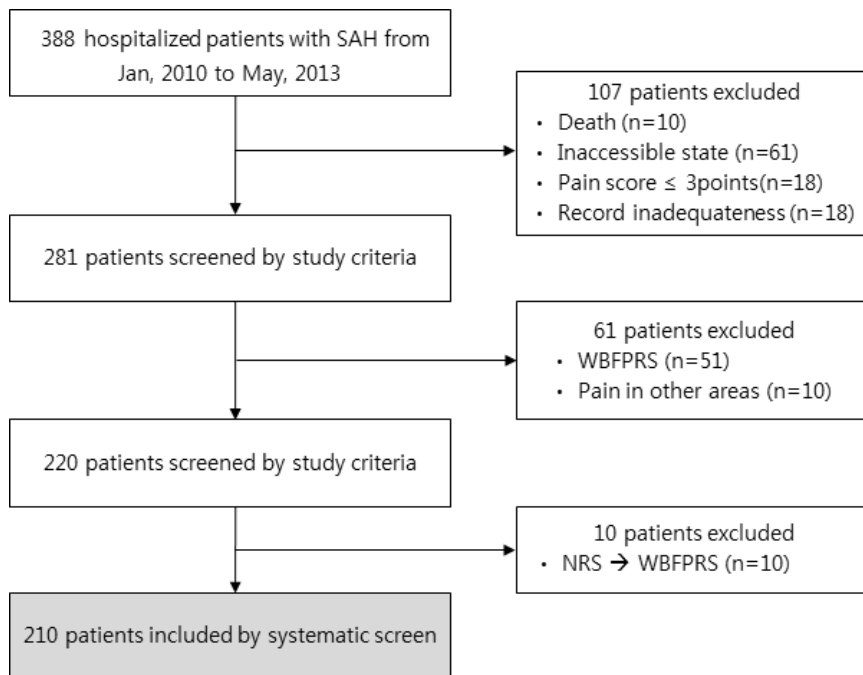 388 hospitalized patients with SAH from
Jan, 2010 to May, 2013
107 patients excluded
・ Death (n=10)
・ Inaccessible state (n=61)
・ Pain score ≤ 3points(n=18)
・ Record inadequateness (n=18)
281 patients screened by study criteria
61 patients excluded
・ WBFPRS (n=51)
・ Pain in other areas (n=10)
220 patients screened by study criteria
10 patients excluded
・ NRS → WBFPRS (n=10)
210 patients included by systematic screen